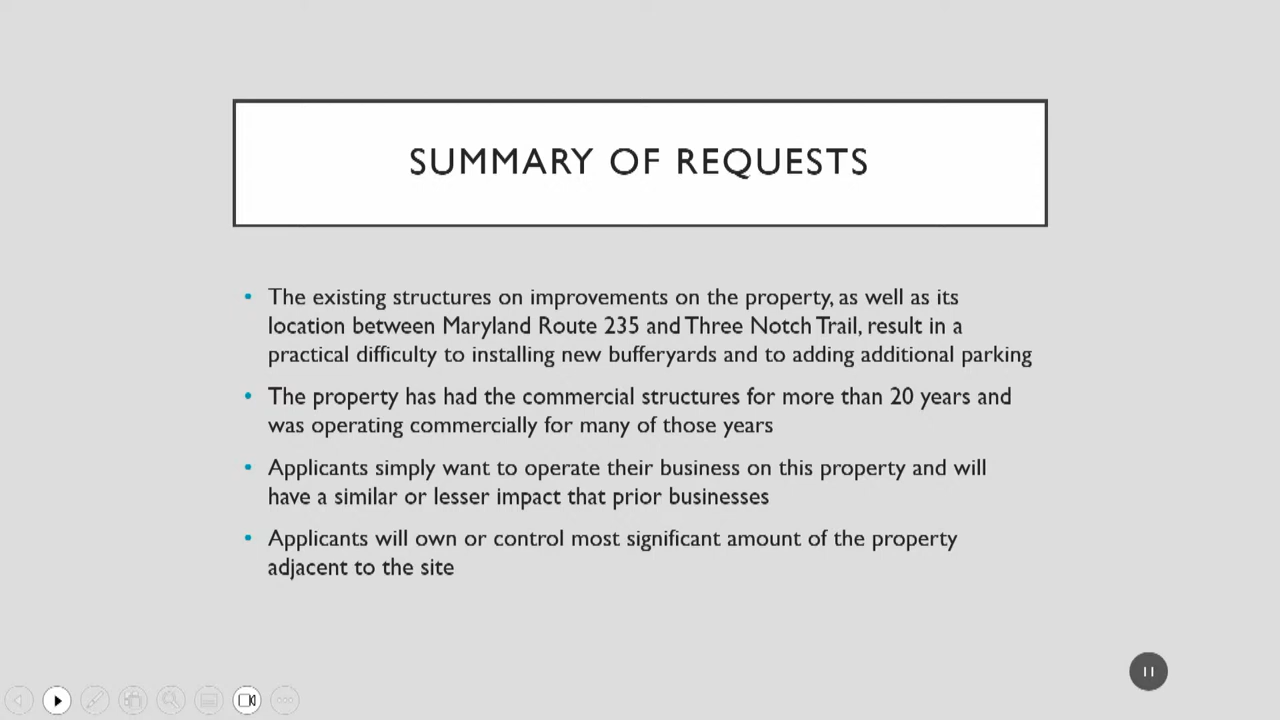 SUMMARY OF REQUESTS
• The existing structures on improvements on the property, as well as its
location between Maryland Route 235 and Three Notch Trail, result in a
practical difficulty to installing new bufferyards and to adding additional parking
• The property has had the commercial structures for more than 20 years and
was operating commercially for many of those years
• Applicants simply want to operate their business on this property and will
have a similar or lesser impact that prior businesses
• Applicants will own or control most significant amount of the property
adjacent to the site
11